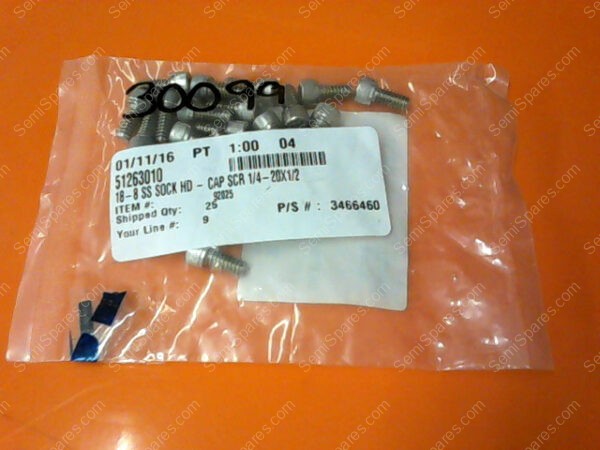 30099
01/11/16 PT 1:00 04
51263010
18-8 SS SOCK HD - CAP SCR 1/4-20X1/2
ITEM #: 92025
Shipped Qty: 25 P/S #: 3466460
Your Line #: 9
SemiSpares.com